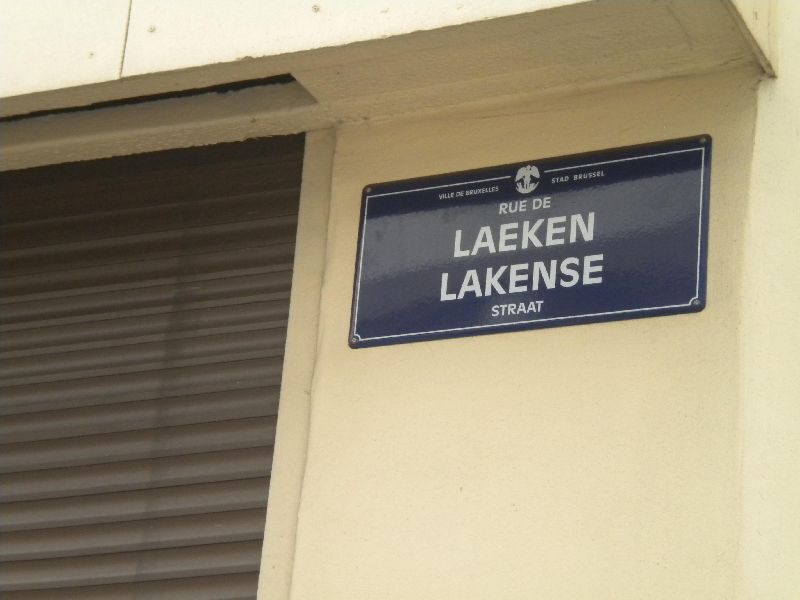 VILLE DE BRUXELLES STAD BRUSSEL
RUE DE
LAEKEN
LAKENSE
STRAAT